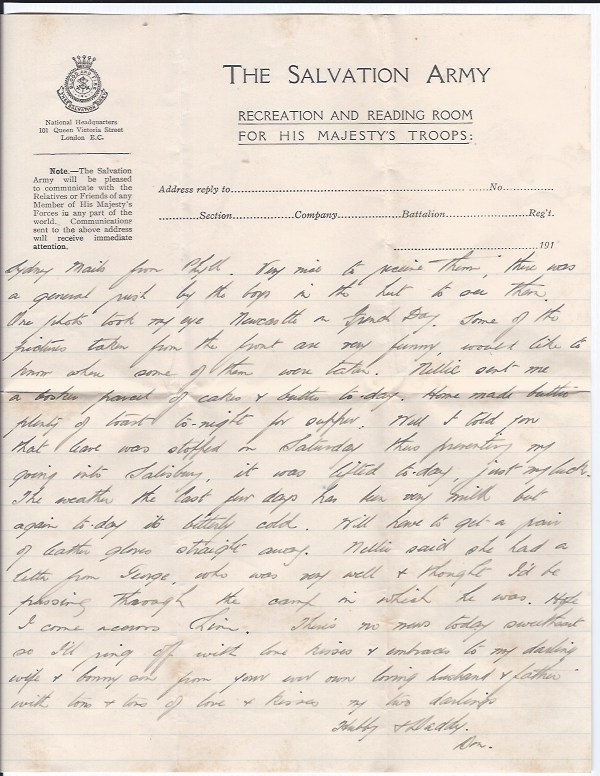 THE SALVATION ARMY
RECREATION AND READING ROOM
FOR HIS MAJESTY'S TROOPS:
BLOOD AND FIRE
THE SALVATION ARMY
National Headquarters
101 Queen Victoria Street
London E.C.
Note.—The Salvation
Army will be pleased
to communicate with the
Relatives or Friends of any
Member of His Majesty's
Forces in any part of the
world. Communications
sent to the above address
will receive immediate
attention.
Address reply to........................No............
............Section............Company............Battalion............Reg't.
........................191
Sydney Mails from Phyll. Very nice to receive them, there was
a general rush by the boys in the hut to see them.
One photo took my eye Newcastle on French Day. Some of the
pictures taken from the front are very funny, would like to
know when some of them were taken. Nellie sent me
a parcel of cakes & butter to-day. Home made butter
plenty of toast to-night for supper. Well I told you
that leave was stopped on Saturday thus preventing my
going into Salisbury, it was lifted to-day, just my luck.
The weather the last few days has been very but
again to-day its bitterly cold. Will have to get a pair
of leather gloves straight away. Nellie said she had a
letter from George, who was very well & thought I'd be
passing through the camp in which he was. Hope
I come across him. There's no news today sweetheart
so I'll ring off with love kisses & embraces to my darling
wife & bonny son from your ever own loving husband & father
with tons & tons of love & kisses my two darlings
Hubby & Daddy.